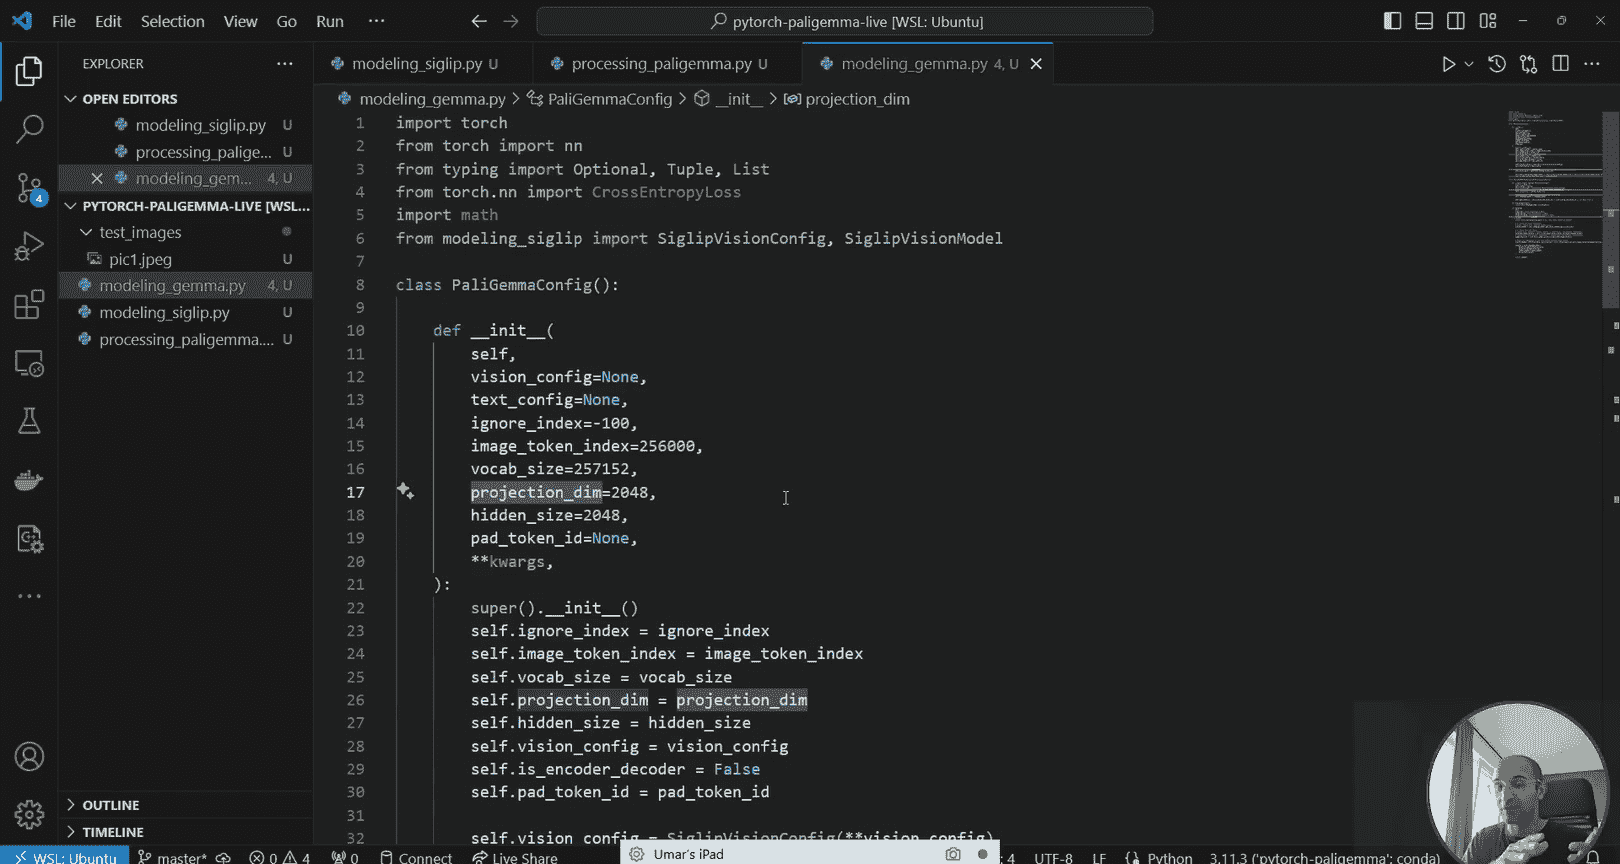 File Edit Selection View Go Run ··· pytorch-paligemma-live [WSL: Ubuntu]
EXPLORER ···
OPEN EDITORS
modeling_siglip.py U
processing_palige... U
modeling_gem... 4, U
PYTORCH-PALIGEMMA-LIVE [WSL...
test_images
pic1.jpeg U
modeling_gemma.py 4, U
modeling_siglip.py U
processing_paligemma.... U
OUTLINE
TIMELINE
4
modeling_siglip.py U processing_paligemma.py U modeling_gemma.py 4, U
modeling_gemma.py > PaliGemmaConfig > __init__ > projection_dim
1 import torch
2 from torch import nn
3 from typing import Optional, Tuple, List
4 from torch.nn import CrossEntropyLoss
5 import math
6 from modeling_siglip import SiglipVisionConfig, SiglipVisionModel
7
8 class PaliGemmaConfig():
9
10 def __init__(
11 self,
12 vision_config=None,
13 text_config=None,
14 ignore_index=-100,
15 image_token_index=256000,
16 vocab_size=257152,
17 projection_dim=2048,
18 hidden_size=2048,
19 pad_token_id=None,
20 **kwargs,
21 ):
22 super().__init__()
23 self.ignore_index = ignore_index
24 self.image_token_index = image_token_index
25 self.vocab_size = vocab_size
26 self.projection_dim = projection_dim
27 self.hidden_size = hidden_size
28 self.vision_config = vision_config
29 self.is_encoder_decoder = False
30 self.pad_token_id = pad_token_id
31
32 self.vision_config = SiglipVisionConfig(**vision_config)
WSL: Ubuntu master* 0 4 0 Connect Live Share Umar's iPad : 4 UTF-8 LF {} Python 3.11.3 ('pytorch-paligemma': conda)